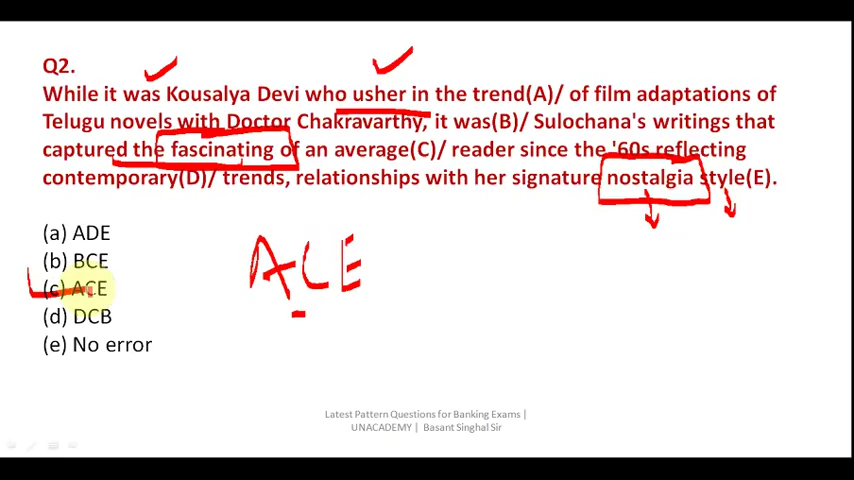 Q2.
While it was Kousalya Devi who usher in the trend(A)/ of film adaptations of
Telugu novels with Doctor Chakravarthy, it was(B)/ Sulochana's writings that
captured the fascinating of an average(C)/ reader since the '60s reflecting
contemporary(D)/ trends, relationships with her signature nostalgia style(E).
(a) ADE
(b) BCE
ACE
(c) ACE
(d) DCB
(e) No error
Latest Pattern Questions for Banking Exams |
UNACADEMY | Basant Singhal Sir